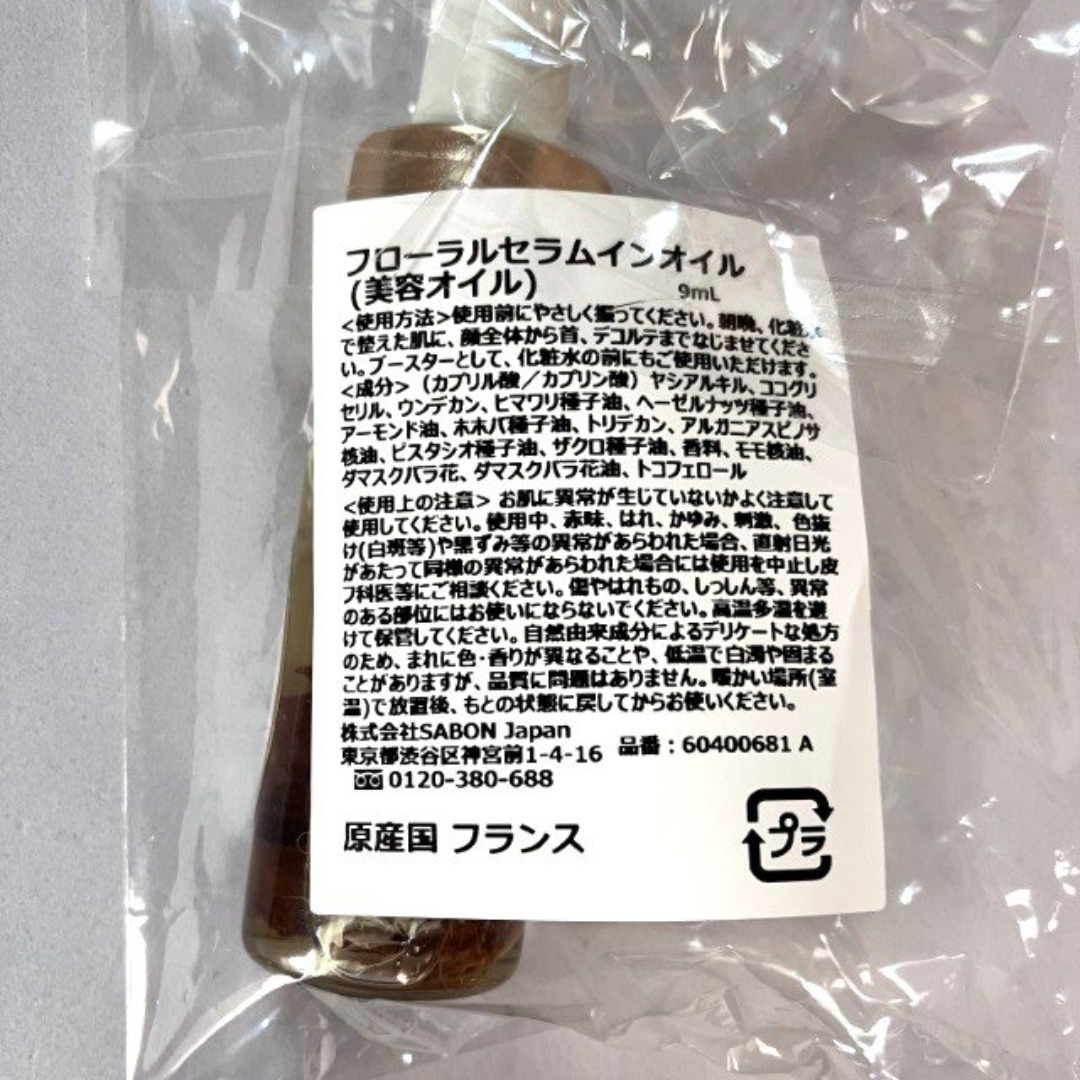 フローラルセラムインオイル
(美容オイル) 9mL
<使用方法>使用前にやさしく振ってください。朝晩、化粧水
で整えた肌に、顔全体から首、デコルテまでなじませてくださ
い。ブースターとして、化粧水の前にもご使用いただけます。
<成分>（カプリル酸／カプリン酸）ヤシアルキル、ココグリ
セリル、ウンデカン、ヒマワリ種子油、ヘーゼルナッツ種子油、
アーモンド油、ホホバ種子油、トリデカン、アルガニアスピノサ
核油、ピスタシオ種子油、ザクロ種子油、香料、モモ核油、
ダマスクバラ花、ダマスクバラ花油、トコフェロール
<使用上の注意> お肌に異常が生じていないかよく注意して
使用してください。使用中、赤味、はれ、かゆみ、刺激、色抜
け(白斑等)や黒ずみ等の異常があらわれた場合、直射日光
があたって同様の異常があらわれた場合には使用を中止し皮
フ科医等にご相談ください。傷やはれもの、しっしん等、異常
のある部位にはお使いにならないでください。高温多湿を避
けて保管してください。自然由来成分によるデリケートな処方
のため、まれに色・香りが異なることや、低温で白濁や固まる
ことがありますが、品質に問題はありません。暖かい場所(室
温)で放置後、もとの状態に戻してからお使いください。
株式会社SABON Japan
東京都渋谷区神宮前1-4-16 品番：60400681 A
0120-380-688
原産国 フランス
プラ